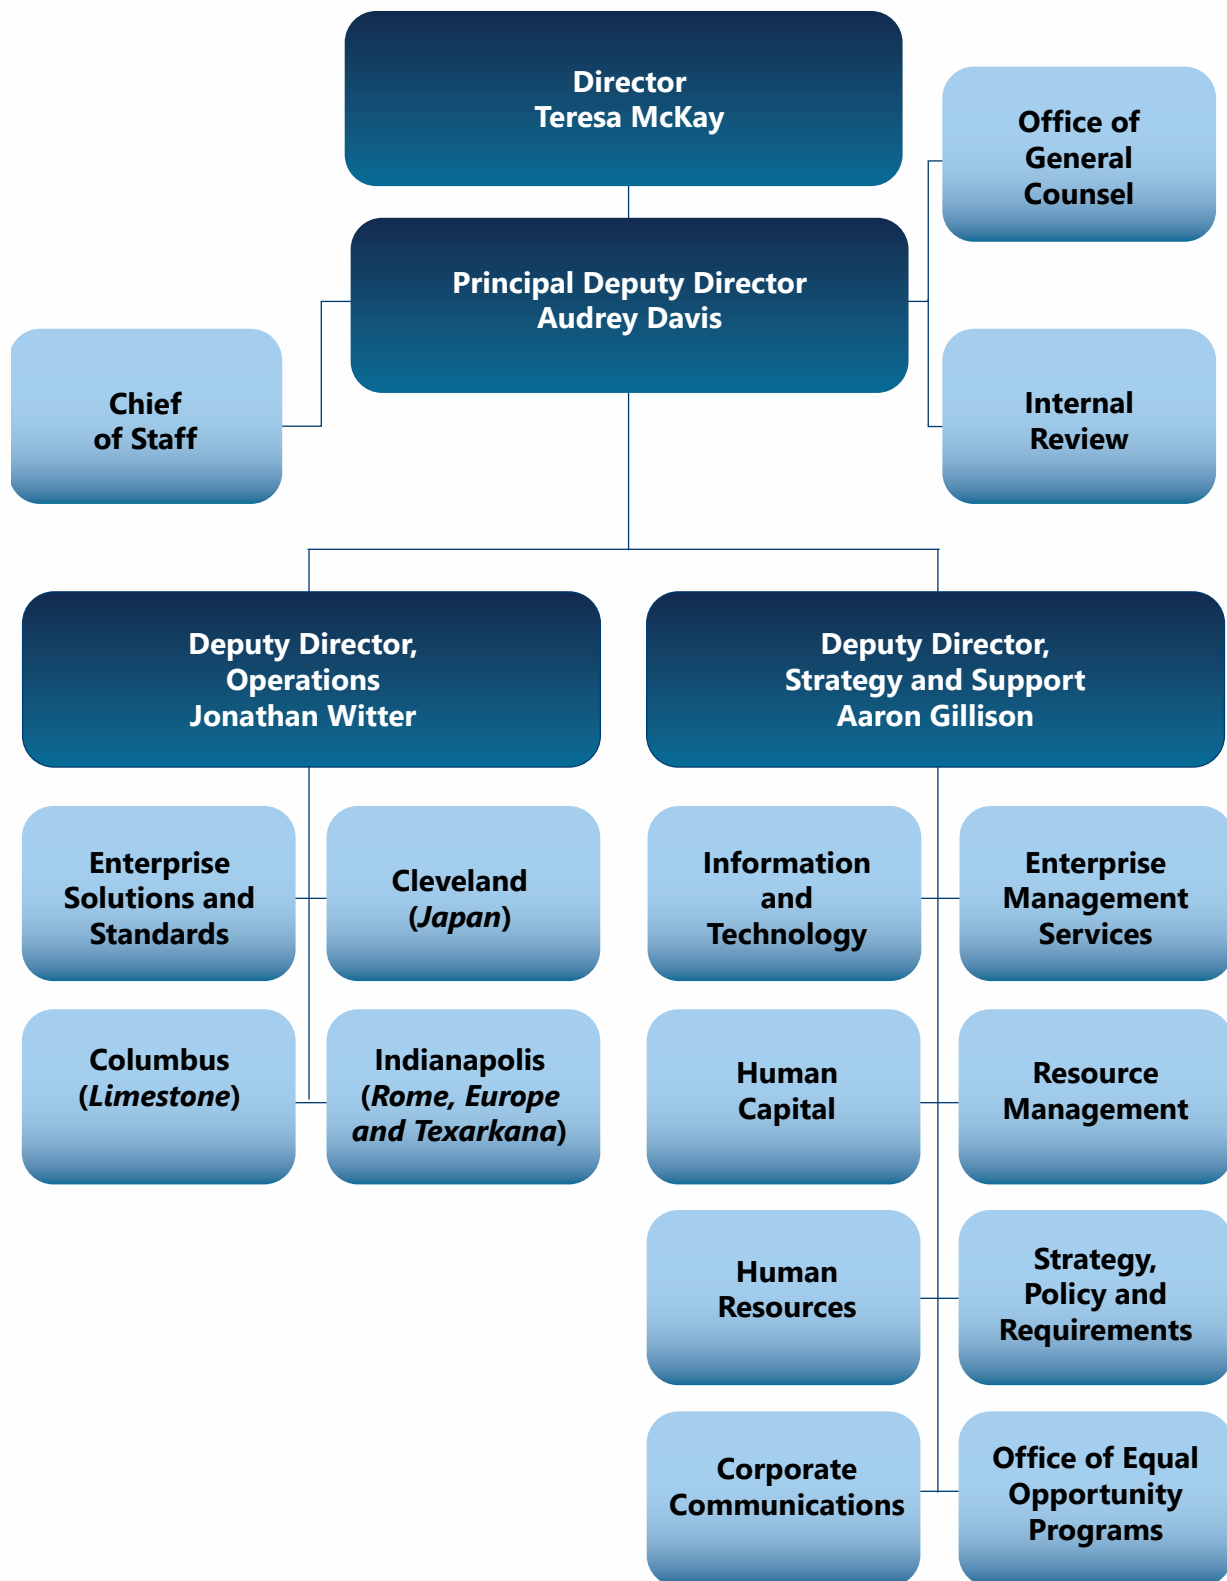 Director
Teresa McKay
Office of
General
Counsel
Principal Deputy Director
Audrey Davis
Chief
of Staff
Internal
Review
Deputy Director,
Operations
Jonathan Witter
Deputy Director,
Strategy and Support
Aaron Gillison
Enterprise
Solutions and
Standards
Cleveland
(Japan)
Information
and
Technology
Enterprise
Management
Services
Columbus
(Limestone)
Indianapolis
(Rome, Europe
and Texarkana)
Human
Capital
Resource
Management
Human
Resources
Strategy,
Policy and
Requirements
Corporate
Communications
Office of Equal
Opportunity
Programs